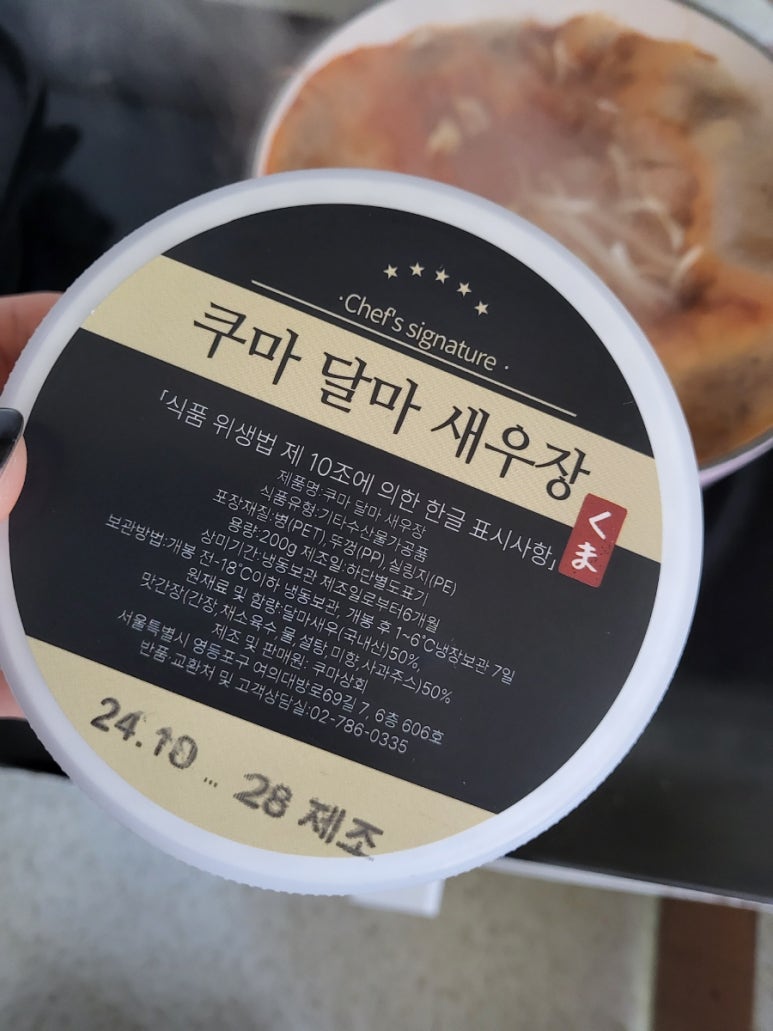 ·Chef's signature·
쿠마 달마 새우장
くま
「식품 위생법 제 10조에 의한 한글 표시사항」
제품명:쿠마 달마 새우장
식품유형:기타수산물가공품
포장재질:병(PET), 뚜껑(PP), 실링지(PE)
용량:200g 제조일:하단별도표기
상미기간:냉동보관 제조일로부터6개월
보관방법:개봉 전-18℃이하 냉동보관 개봉 후 1~6℃냉장보관 7일
원재료 및 함량:달마새우(국내산)50%,
맛간장(간장 채소육수, 물 설탕 미향, 사과주스)50%
제조 및 판매원: 쿠마상회
서울특별시 영등포구 여의대방로69길 7, 6층 606호
반품 교환처 및 고객상담실:02-786-0335
24.10 ... 28 제조